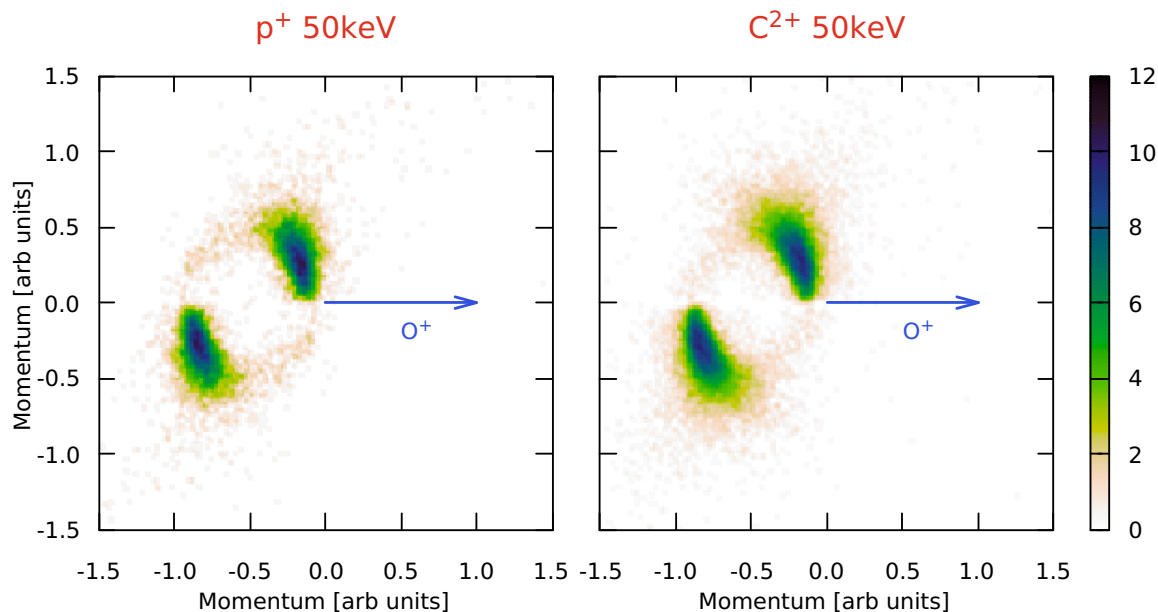 p⁺ 50keV
C²⁺ 50keV
1.5
1.0
0.5
0.0
-0.5
-1.0
-1.5
Momentum [arb units]
O⁺
O⁺
-1.5 -1.0 -0.5 0.0 0.5 1.0 1.5
-1.5 -1.0 -0.5 0.0 0.5 1.0 1.5
Momentum [arb units]
Momentum [arb units]
12
10
8
6
4
2
0